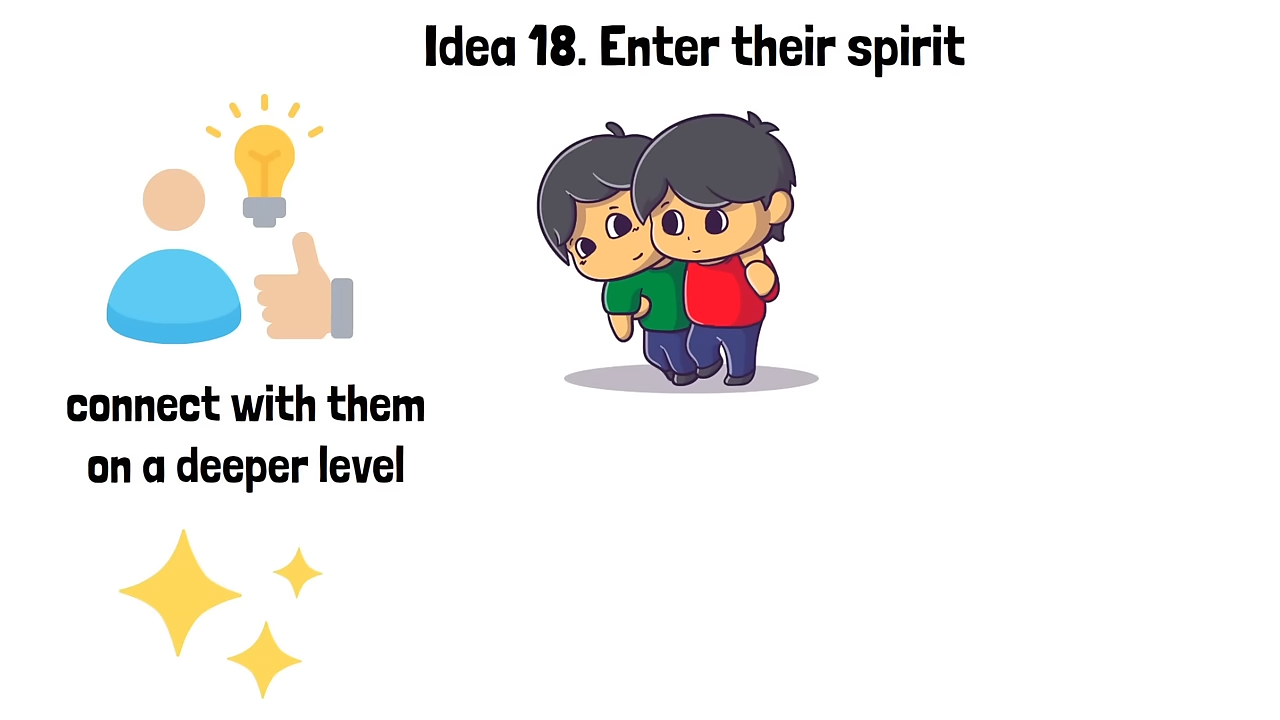 Idea 18. Enter their spirit
connect with them
on a deeper level